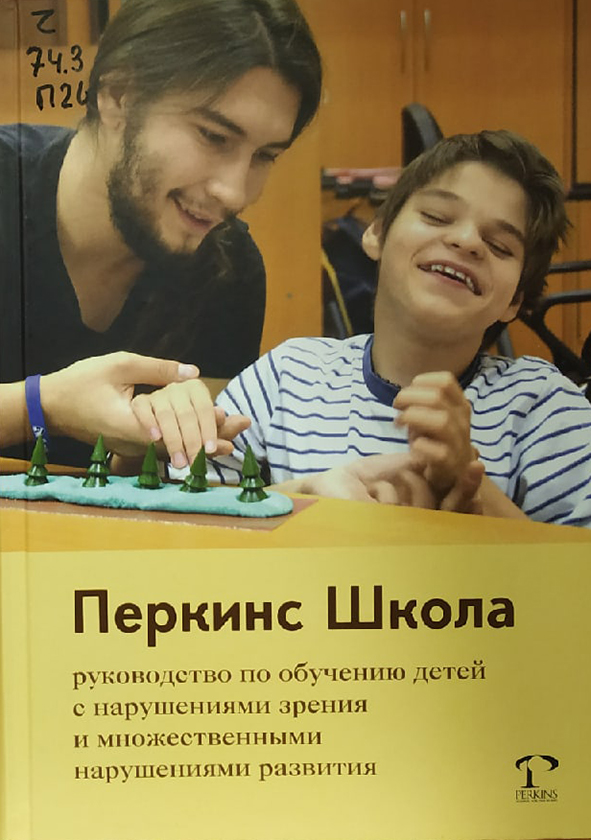 Z
74.3
П26
Перкинс Школа
руководство по обучению детей
с нарушениями зрения
и множественными
нарушениями развития
PERKINS